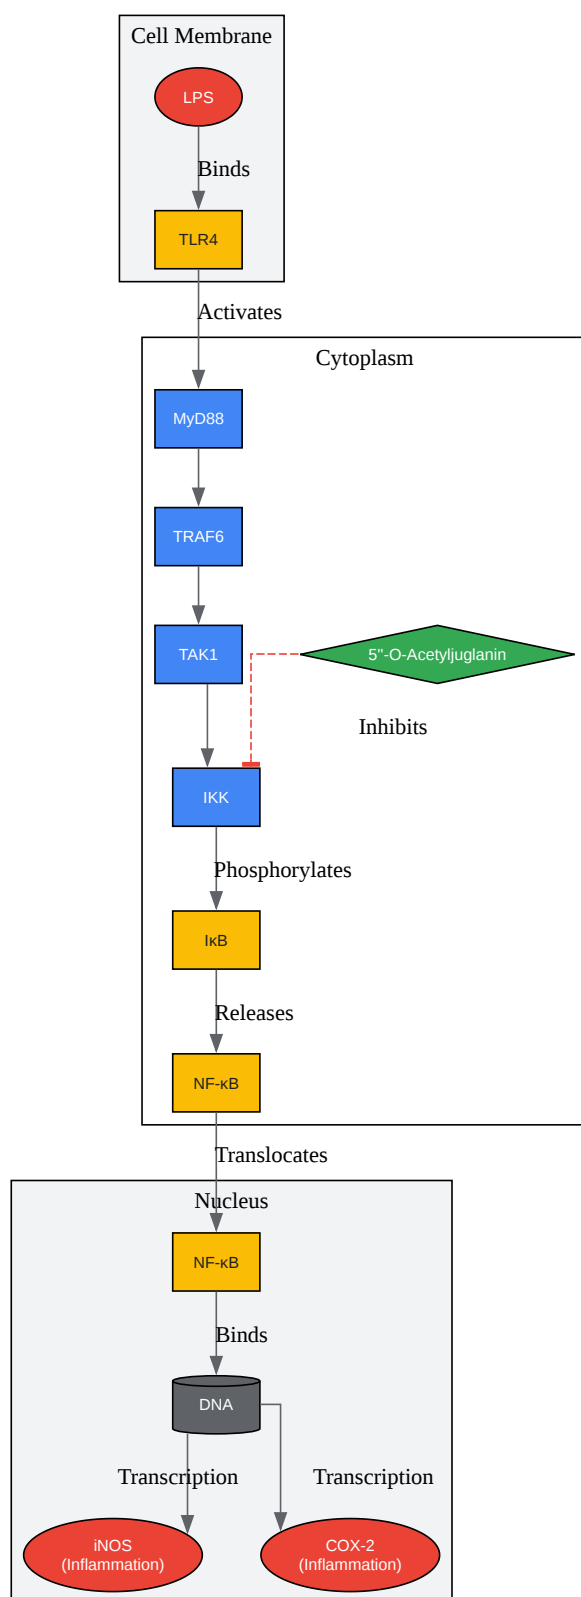 Cell Membrane
LPS
Binds
TLR4
Activates
Cytoplasm
MyD88
TRAF6
TAK1
5"-O-Acetyljuglanin
Inhibits
IKK
Phosphorylates
IκB
Releases
NF-κB
Translocates
Nucleus
NF-κB
Binds
DNA
Transcription
Transcription
iNOS
(Inflammation)
COX-2
(Inflammation)